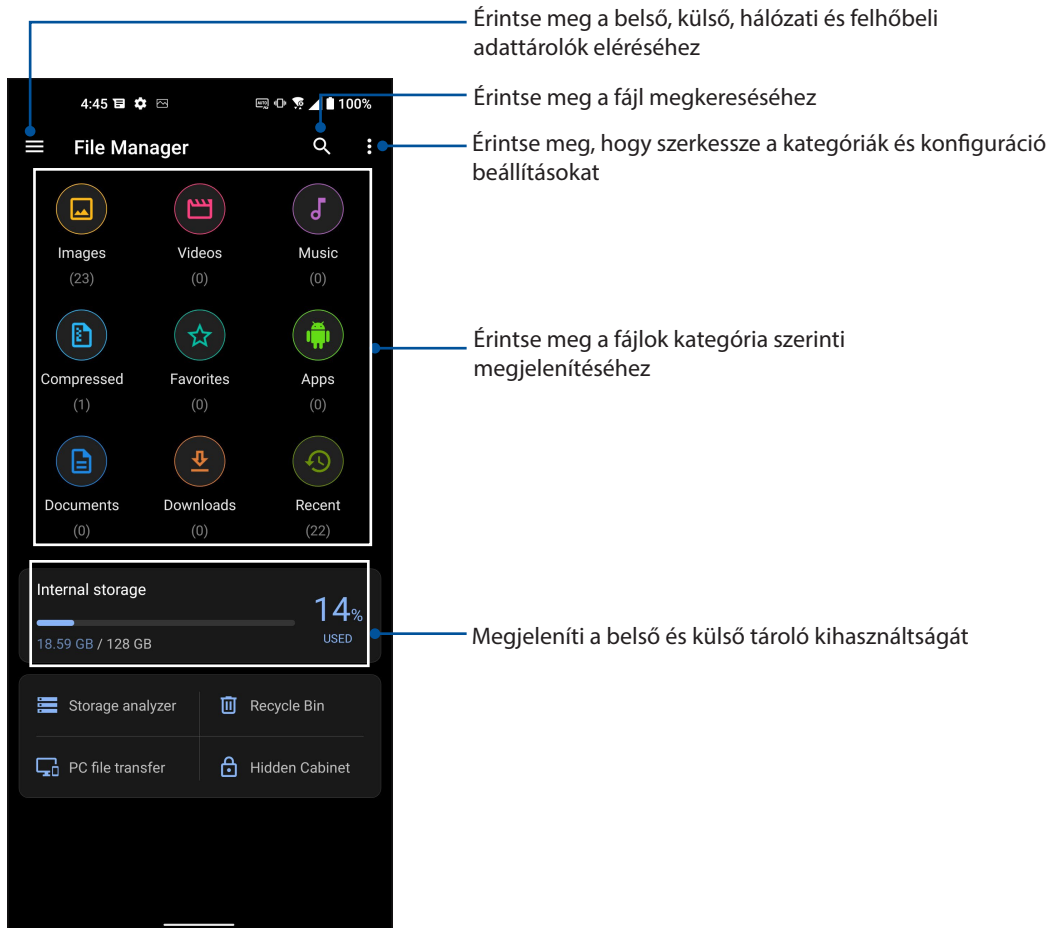 Érintse meg a belső, külső, hálózati és felhőbeli
adattárolók eléréséhez
4:45 100%
Érintse meg a fájl megkereséséhez
File Manager
Érintse meg, hogy szerkessze a kategóriák és konfiguráció
beállításokat
Images Videos Music
(23) (0) (0)
Érintse meg a fájlok kategória szerinti
megjelenítéséhez
Compressed Favorites Apps
(1) (0) (0)
Documents Downloads Recent
(0) (0) (22)
Internal storage
14%
18.59 GB / 128 GB
USED
Megjeleníti a belső és külső tároló kihasználtságát
Storage analyzer Recycle Bin
PC file transfer Hidden Cabinet